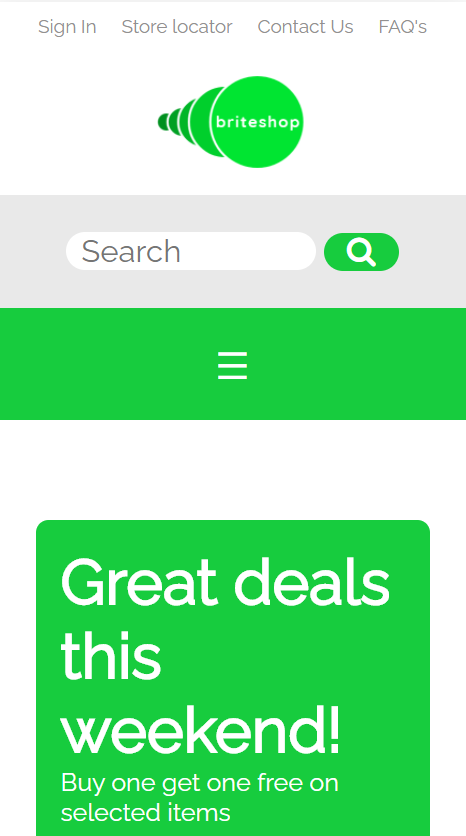 Sign In Store locator Contact Us FAQ's
briteshop
Search
Great deals
this
weekend!
Buy one get one free on
selected items